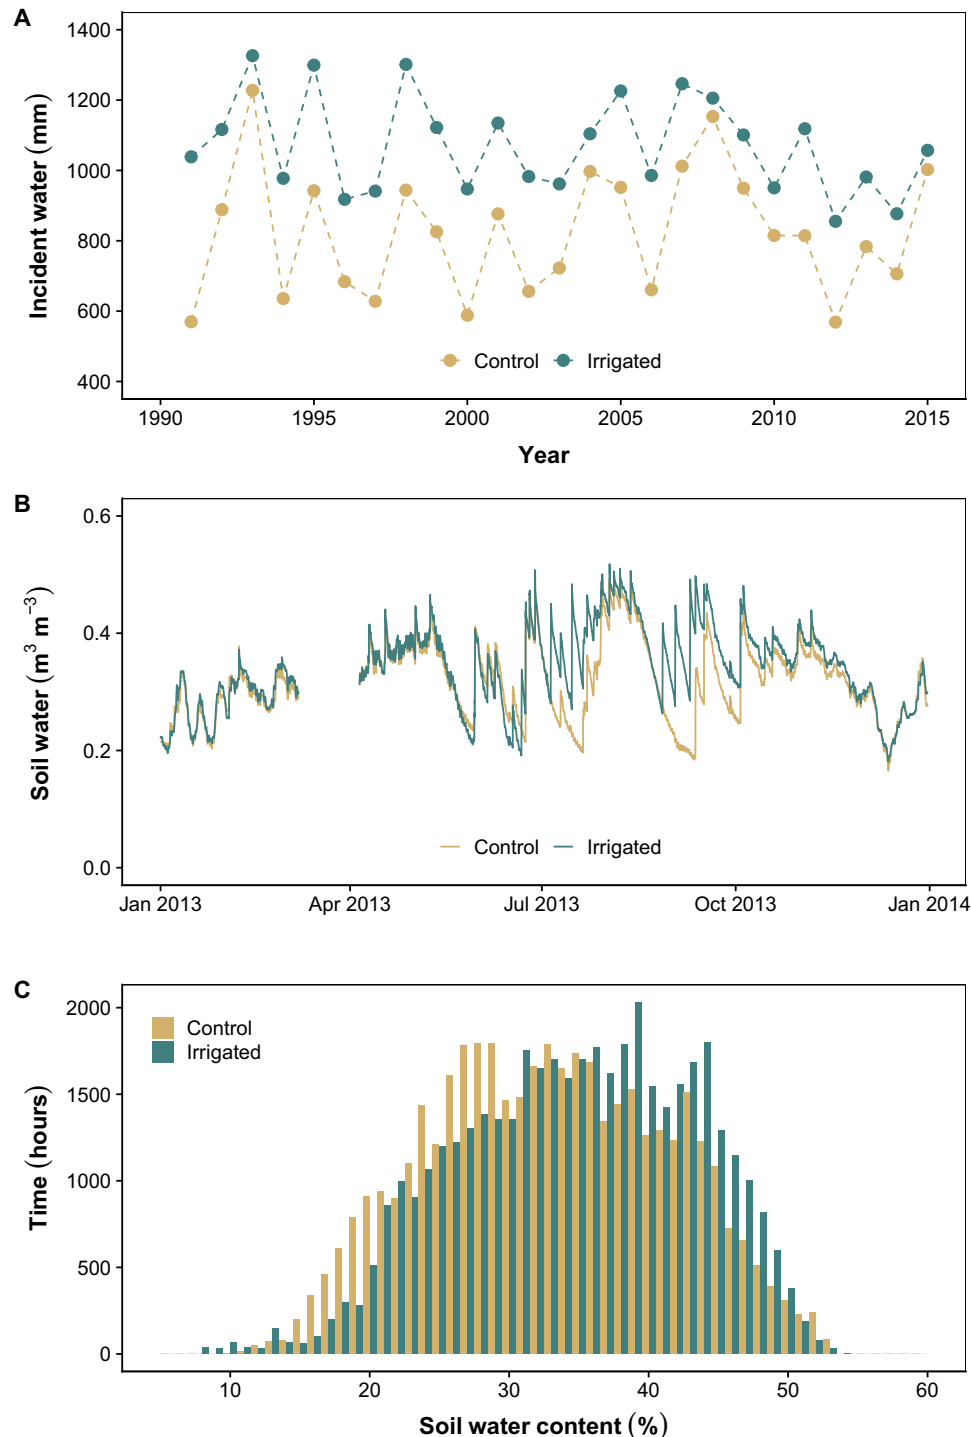 A
1400
1200
1000
800
600
400
Incident water (mm)
Control
Irrigated
1990 1995 2000 2005 2010 2015
Year
B
0.6
0.4
0.2
0.0
Soil water (m³ m⁻³)
Control
Irrigated
Jan 2013 Apr 2013 Jul 2013 Oct 2013 Jan 2014
C
2000
1500
1000
500
0
Time (hours)
Control
Irrigated
10 20 30 40 50 60
Soil water content (%)